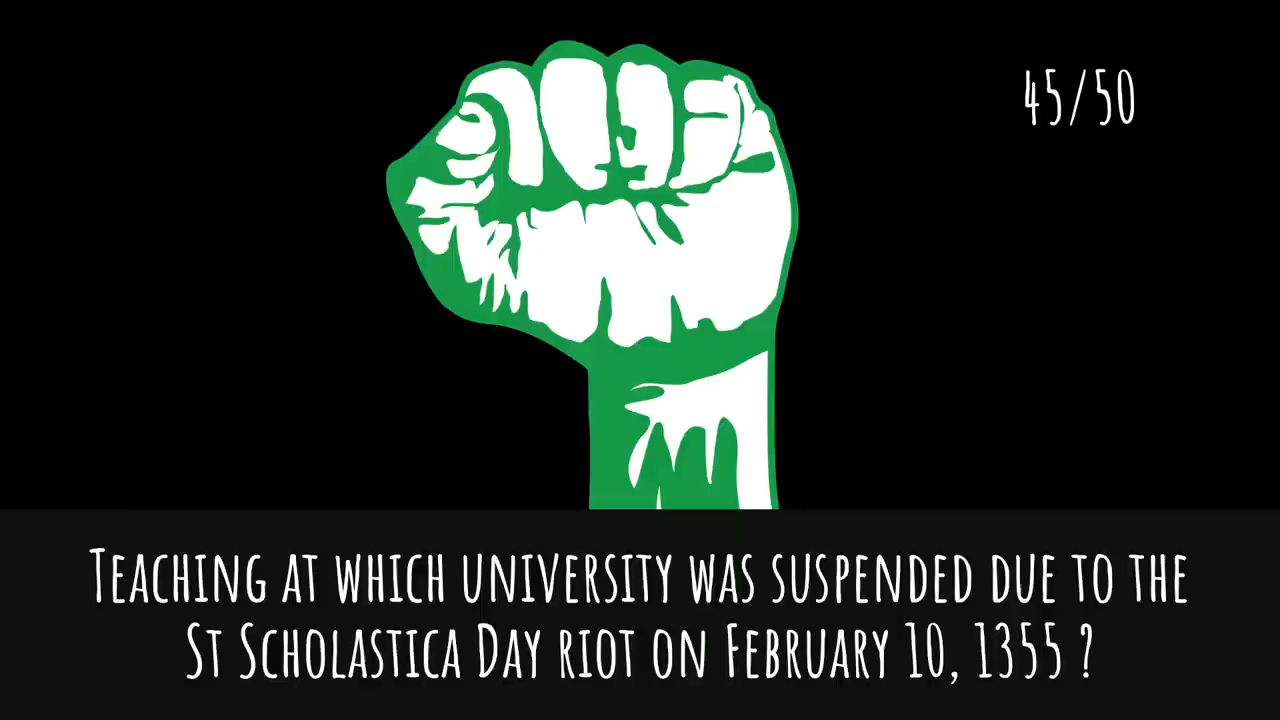 45/50
Teaching at which university was suspended due to the
St Scholastica Day riot on February 10, 1355 ?